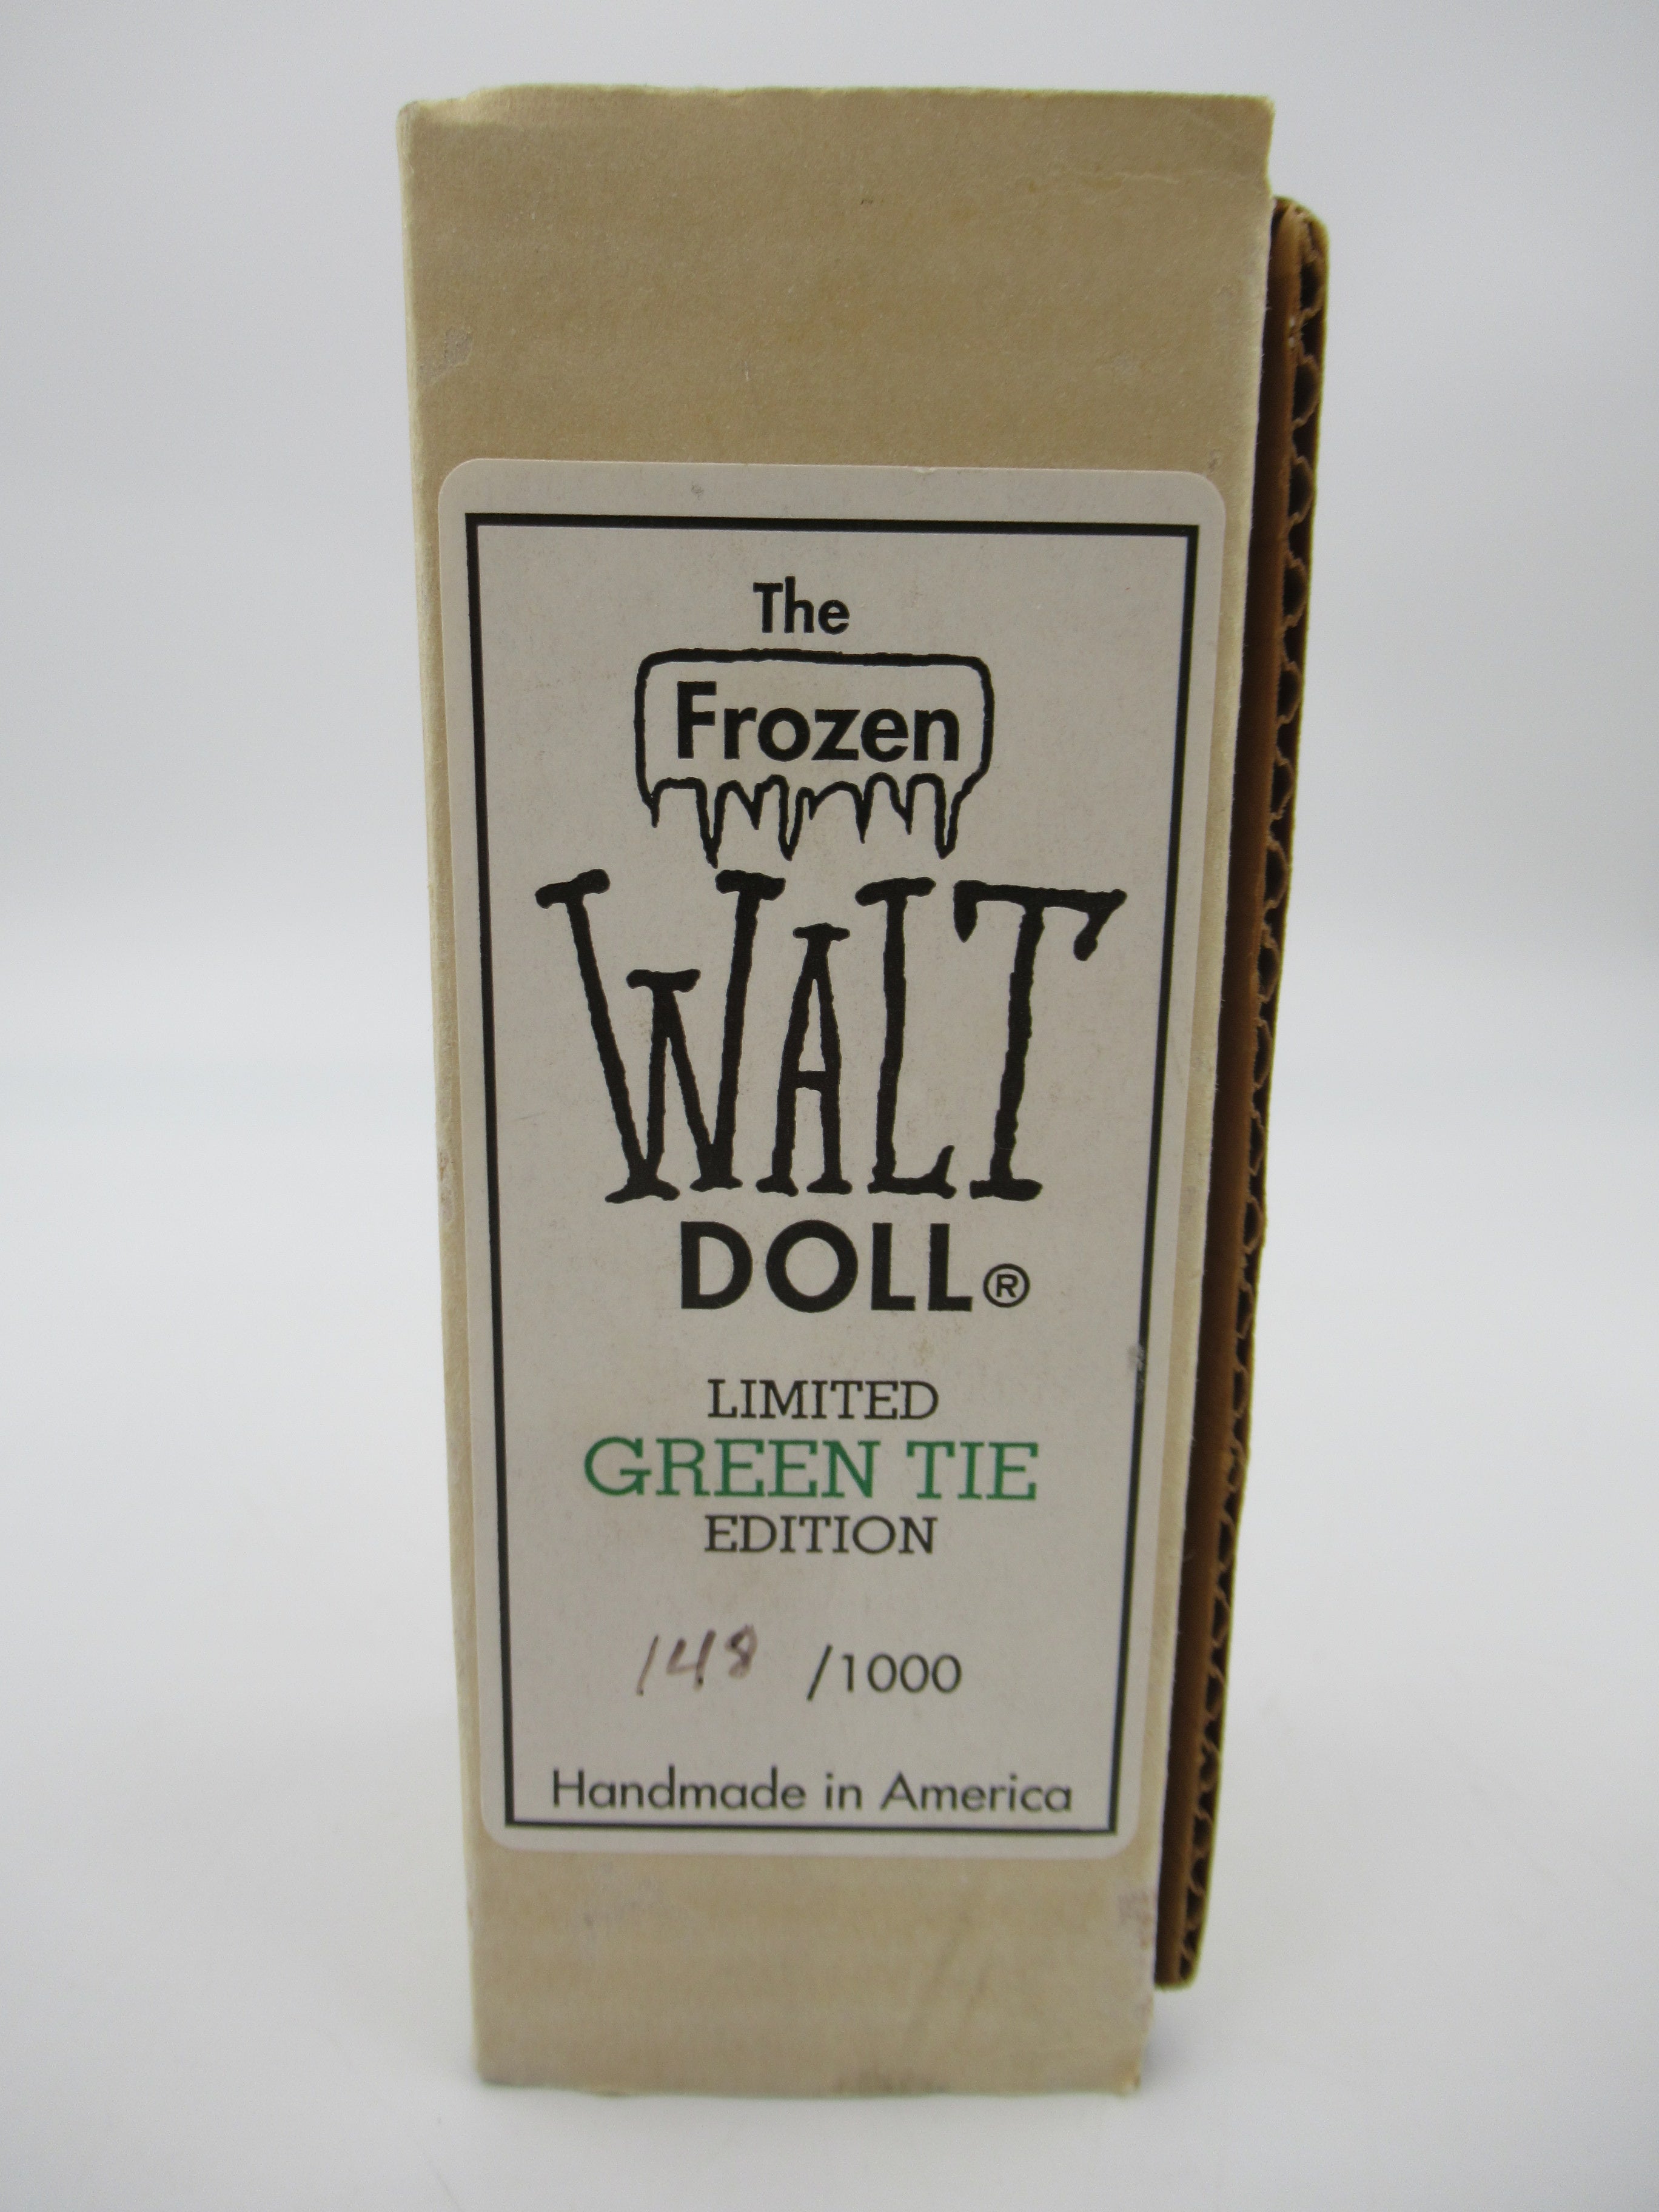 The
Frozen
WALT
DOLL®
LIMITED
GREEN TIE
EDITION
148 /1000
Handmade in America